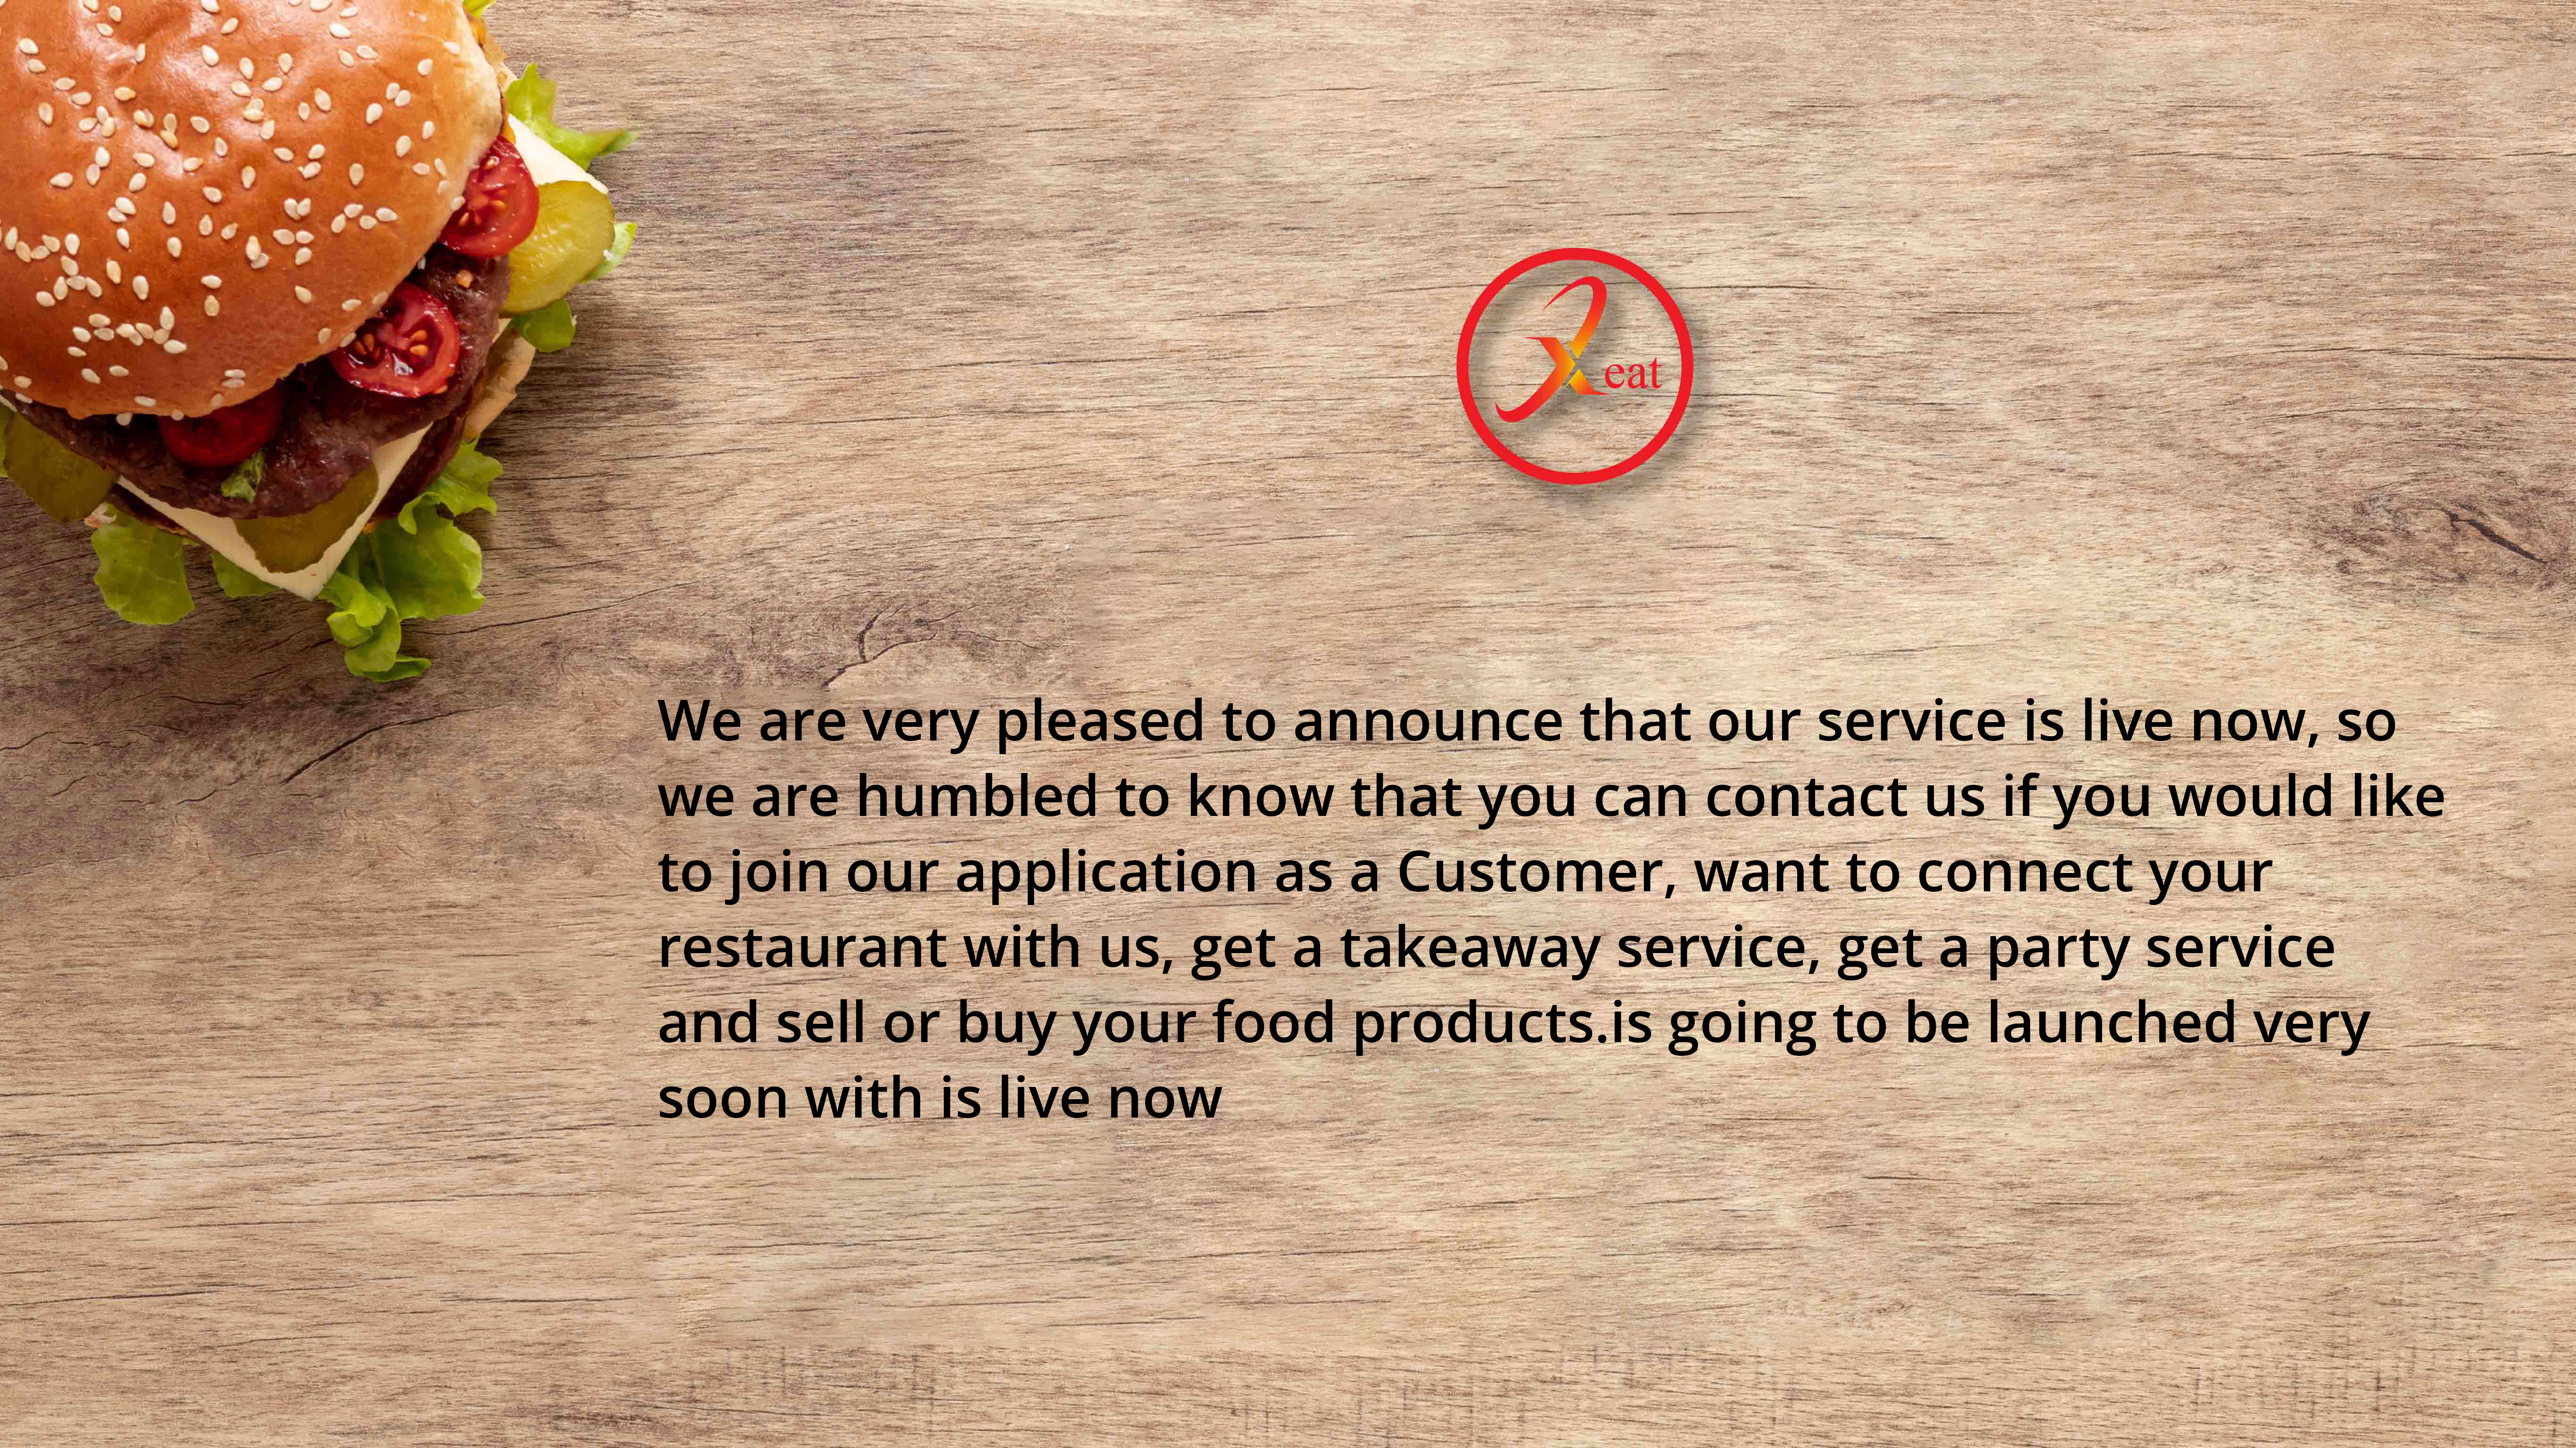 Xeat
We are very pleased to announce that our service is live now, so
we are humbled to know that you can contact us if you would like
to join our application as a Customer, want to connect your
restaurant with us, get a takeaway service, get a party service
and sell or buy your food products.is going to be launched very
soon with is live now